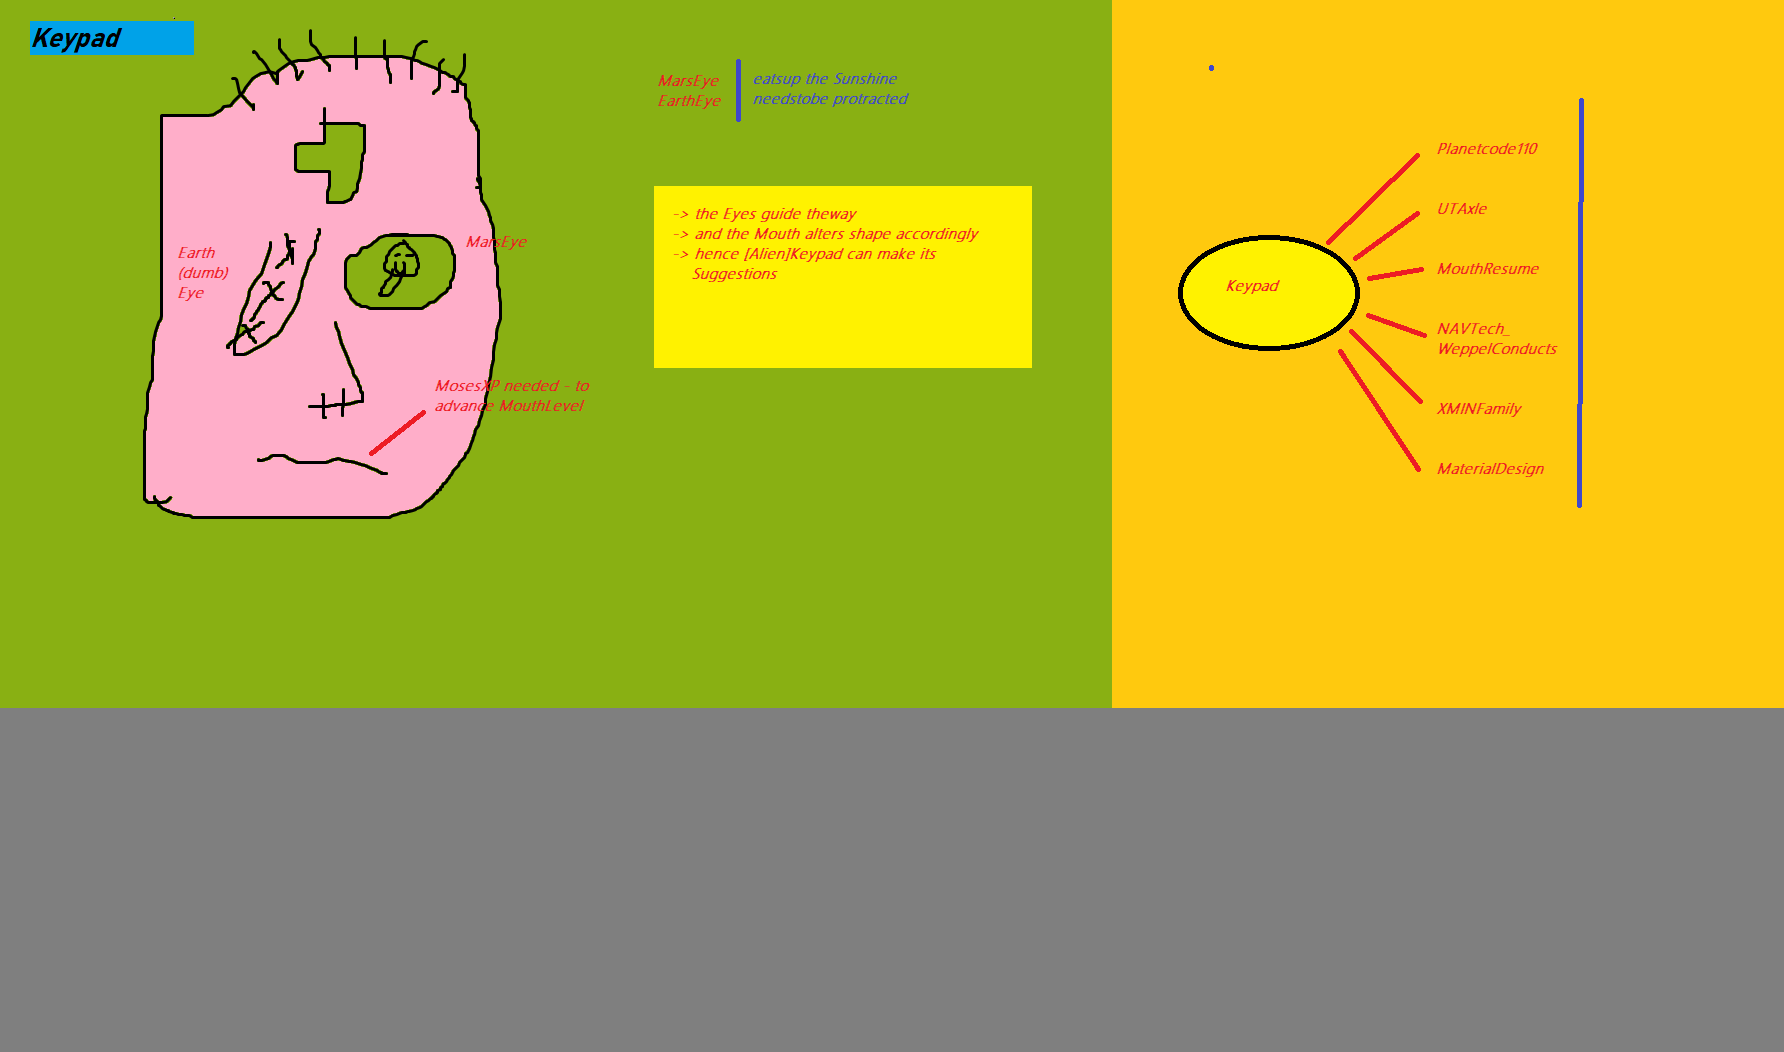 Keypad
MarsEye
EarthEye
eatsup the Sunshine
needstobe protracted
-> the Eyes guide theway
-> and the Mouth alters shape accordingly
-> hence [Alien]Keypad can make its
Suggestions
Earth
(dumb)
Eye
MarsEye
MosesXP needed - to
advance MouthLevel
Keypad
Planetcode110
UTAxle
MouthResume
NAVTech_
WeppelConducts
XMINFamily
MaterialDesign